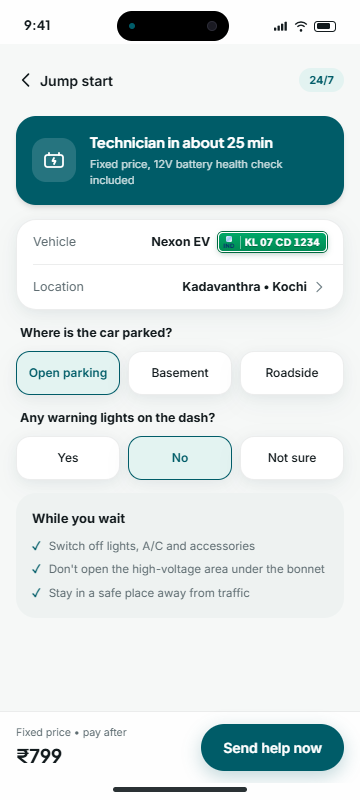 9:41
Jump start
24/7
Technician in about 25 min
Fixed price, 12V battery health check
included
Vehicle
Nexon EV
IND
KL 07 CD 1234
Location
Kadavanthra • Kochi
Where is the car parked?
Open parking
Basement
Roadside
Any warning lights on the dash?
Yes
No
Not sure
While you wait
✓ Switch off lights, A/C and accessories
✓ Don't open the high-voltage area under the bonnet
✓ Stay in a safe place away from traffic
Fixed price • pay after
₹799
Send help now